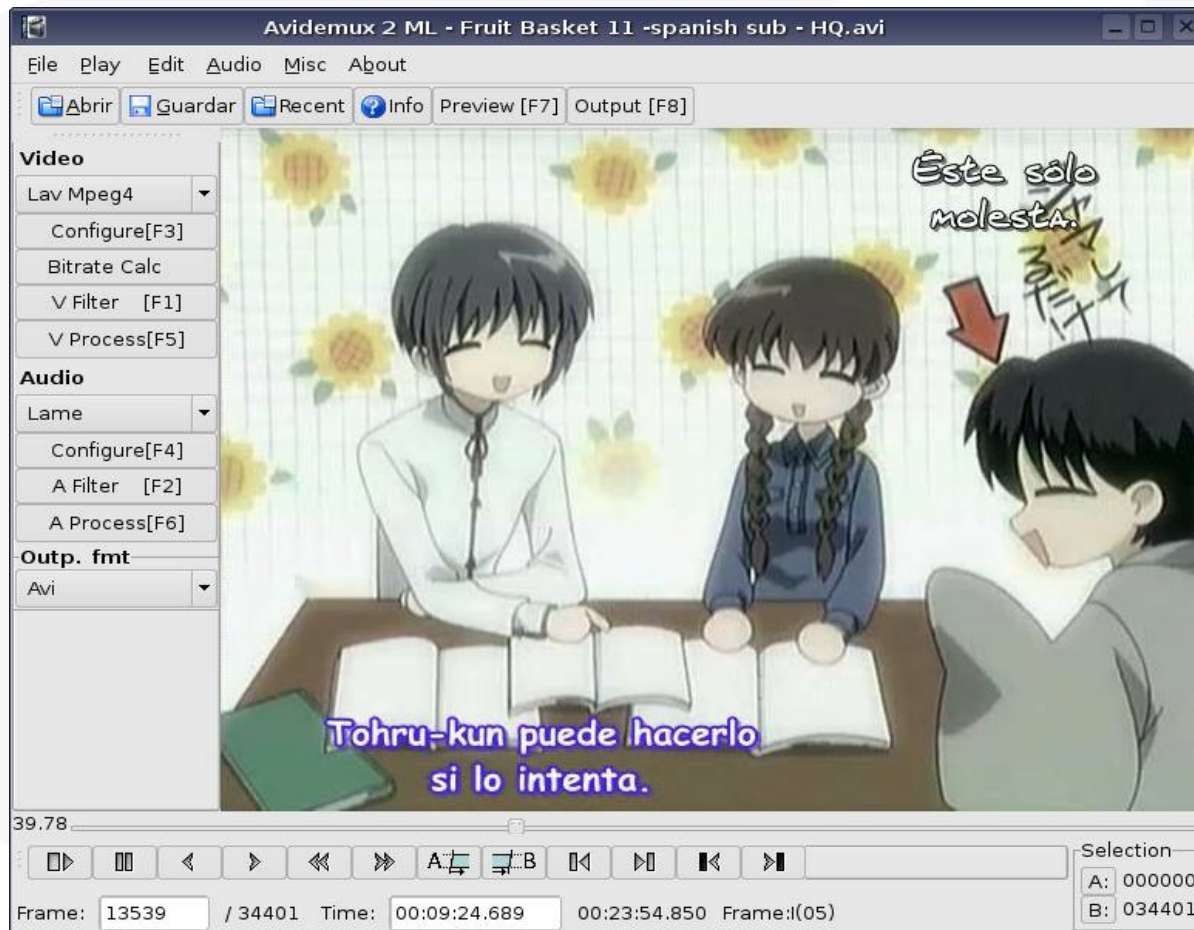 Avidemux 2 ML - Fruit Basket 11 -spanish sub - HQ.avi
File Play Edit Audio Misc About
Abrir Guardar Recent Info Preview [F7] Output [F8]
Video
Lav Mpeg4
Configure[F3]
Bitrate Calc
V Filter [F1]
V Process[F5]
Audio
Lame
Configure[F4]
A Filter [F2]
A Process[F6]
Outp. fmt
Avi
Éste sólo
molesta.
Tohru-kun puede hacerlo
si lo intenta.
39.78
A B
Selection
A: 000000
B: 034401
Frame: 13539 / 34401 Time: 00:09:24.689 00:23:54.850 Frame:I(05)